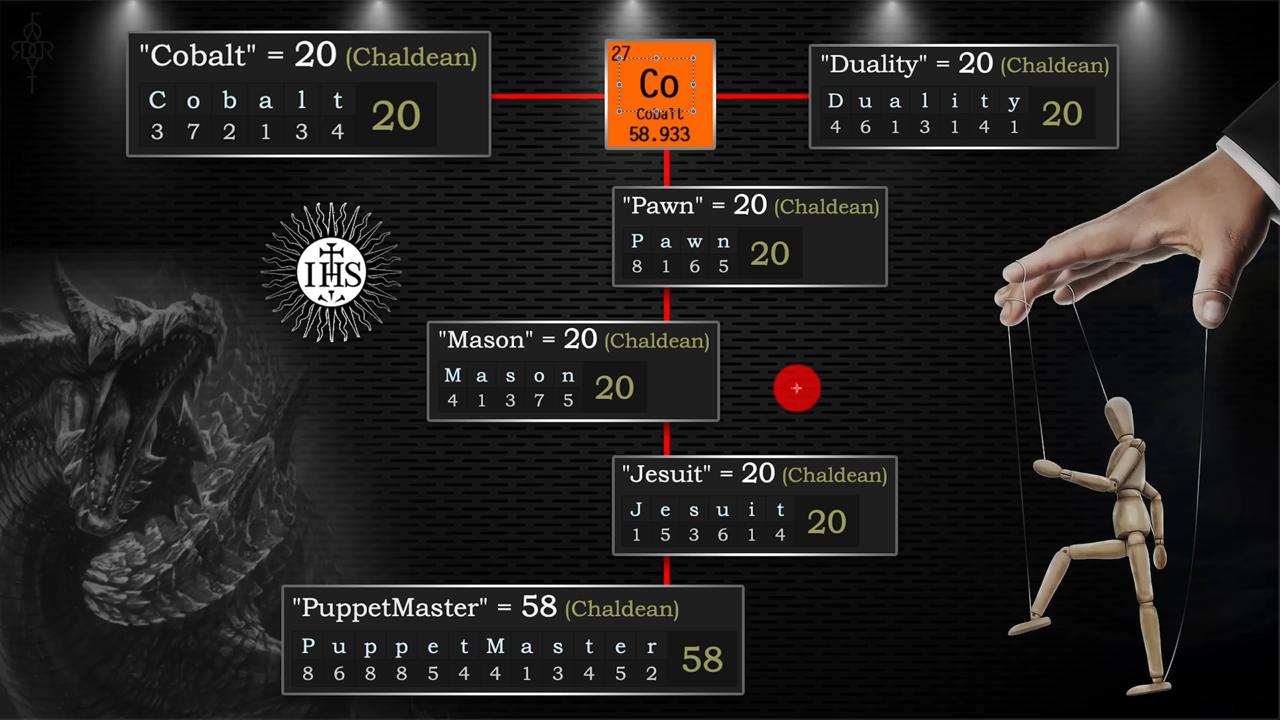 "Cobalt" = 20 (Chaldean)
C o b a l t
3 7 2 1 3 4
20
27
Co
Cobalt
58.933
"Duality" = 20 (Chaldean)
D u a l i t y
4 6 1 3 1 4 1
20
"Pawn" = 20 (Chaldean)
P a w n
8 1 6 5
20
IHS
"Mason" = 20 (Chaldean)
M a s o n
4 1 3 7 5
20
"Jesuit" = 20 (Chaldean)
J e s u i t
1 5 3 6 1 4
20
"PuppetMaster" = 58 (Chaldean)
P u p p e t M a s t e r
8 6 8 8 5 4 4 1 3 4 5 2
58